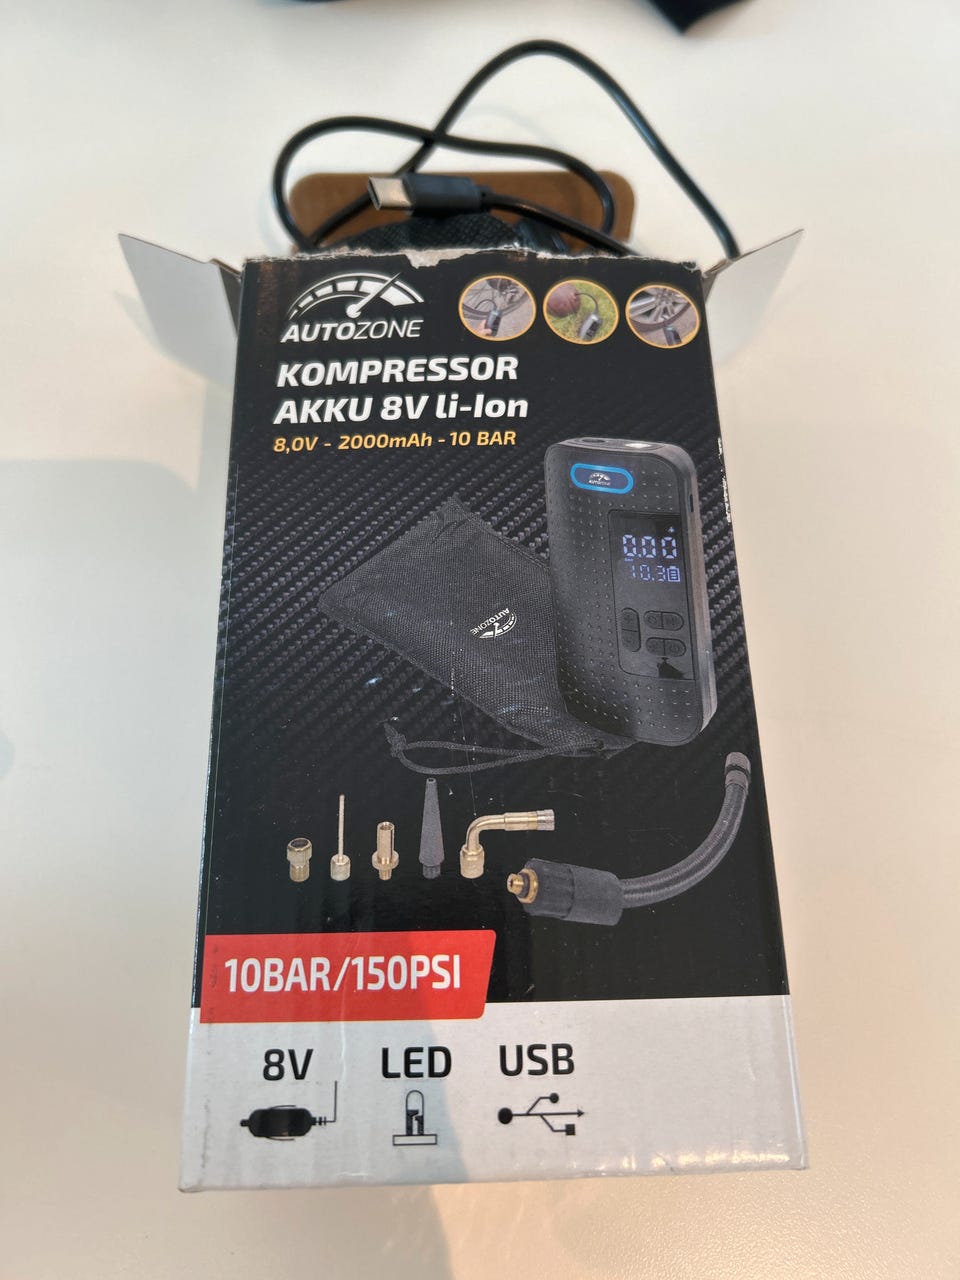 AUTOZONE
KOMPRESSOR
AKKU 8V li-Ion
8,0V - 2000mAh - 10 BAR
AUTOZONE
0.00
10.3
AUTOZONE
10BAR/150PSI
8V LED USB